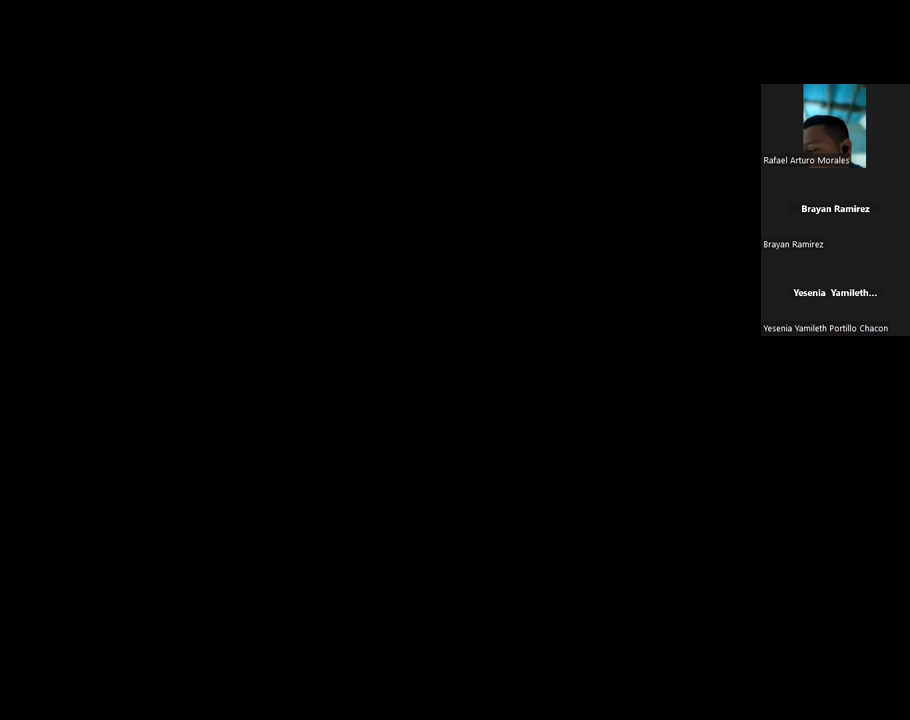 Rafael Arturo Morales
Brayan Ramirez
Brayan Ramirez
Yesenia Yamileth...
Yesenia Yamileth Portillo Chacon